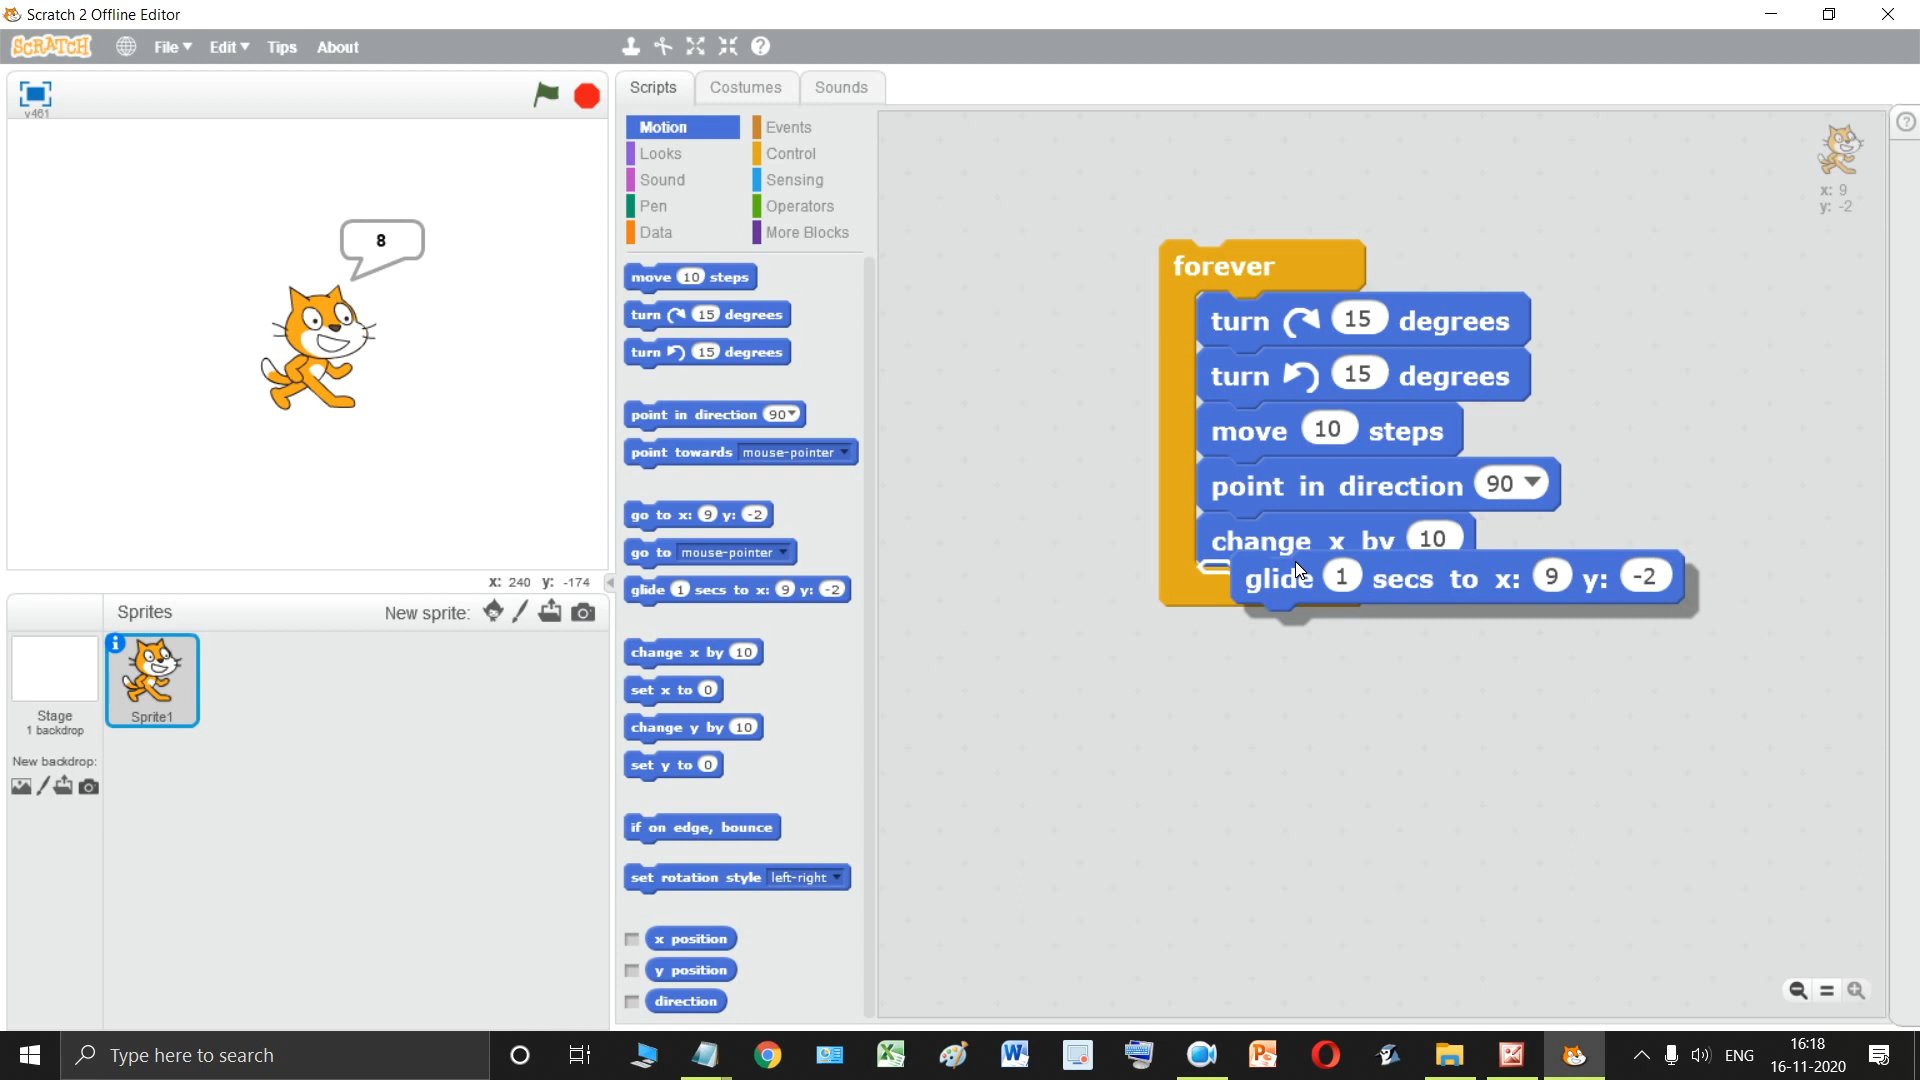 Scratch 2 Offline Editor
SCRATCH File Edit Tips About
v461
8
x: 240 y: -174
Sprites New sprite:
Sprite1
Stage
1 backdrop
New backdrop:
Scripts Costumes Sounds
Motion Events
Looks Control
Sound Sensing
Pen Operators
Data More Blocks
move 10 steps
turn 15 degrees
turn 15 degrees
point in direction 90
point towards mouse-pointer
go to x: 9 y: -2
go to mouse-pointer
glide 1 secs to x: 9 y: -2
change x by 10
set x to 0
change y by 10
set y to 0
if on edge, bounce
set rotation style left-right
x position
y position
direction
forever
turn 15 degrees
turn 15 degrees
move 10 steps
point in direction 90
change x by 10
glide 1 secs to x: 9 y: -2
x: 9
y: -2
Type here to search
ENG
16:18
16-11-2020